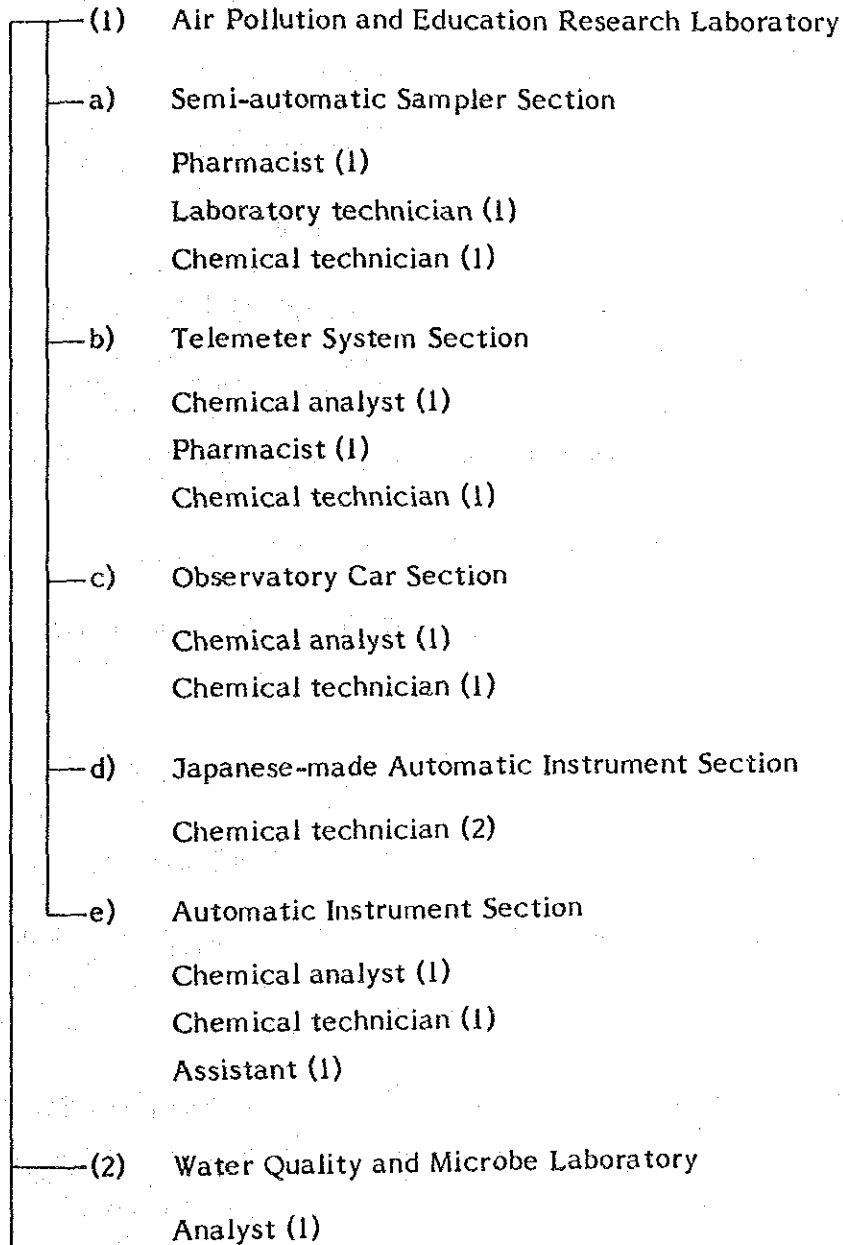 (1) Air Pollution and Education Research Laboratory
a) Semi-automatic Sampler Section
Pharmacist (1)
Laboratory technician (1)
Chemical technician (1)
b) Telemeter System Section
Chemical analyst (1)
Pharmacist (1)
Chemical technician (1)
c) Observatory Car Section
Chemical analyst (1)
Chemical technician (1)
d) Japanese-made Automatic Instrument Section
Chemical technician (2)
e) Automatic Instrument Section
Chemical analyst (1)
Chemical technician (1)
Assistant (1)
(2) Water Quality and Microbe Laboratory
Analyst (1)